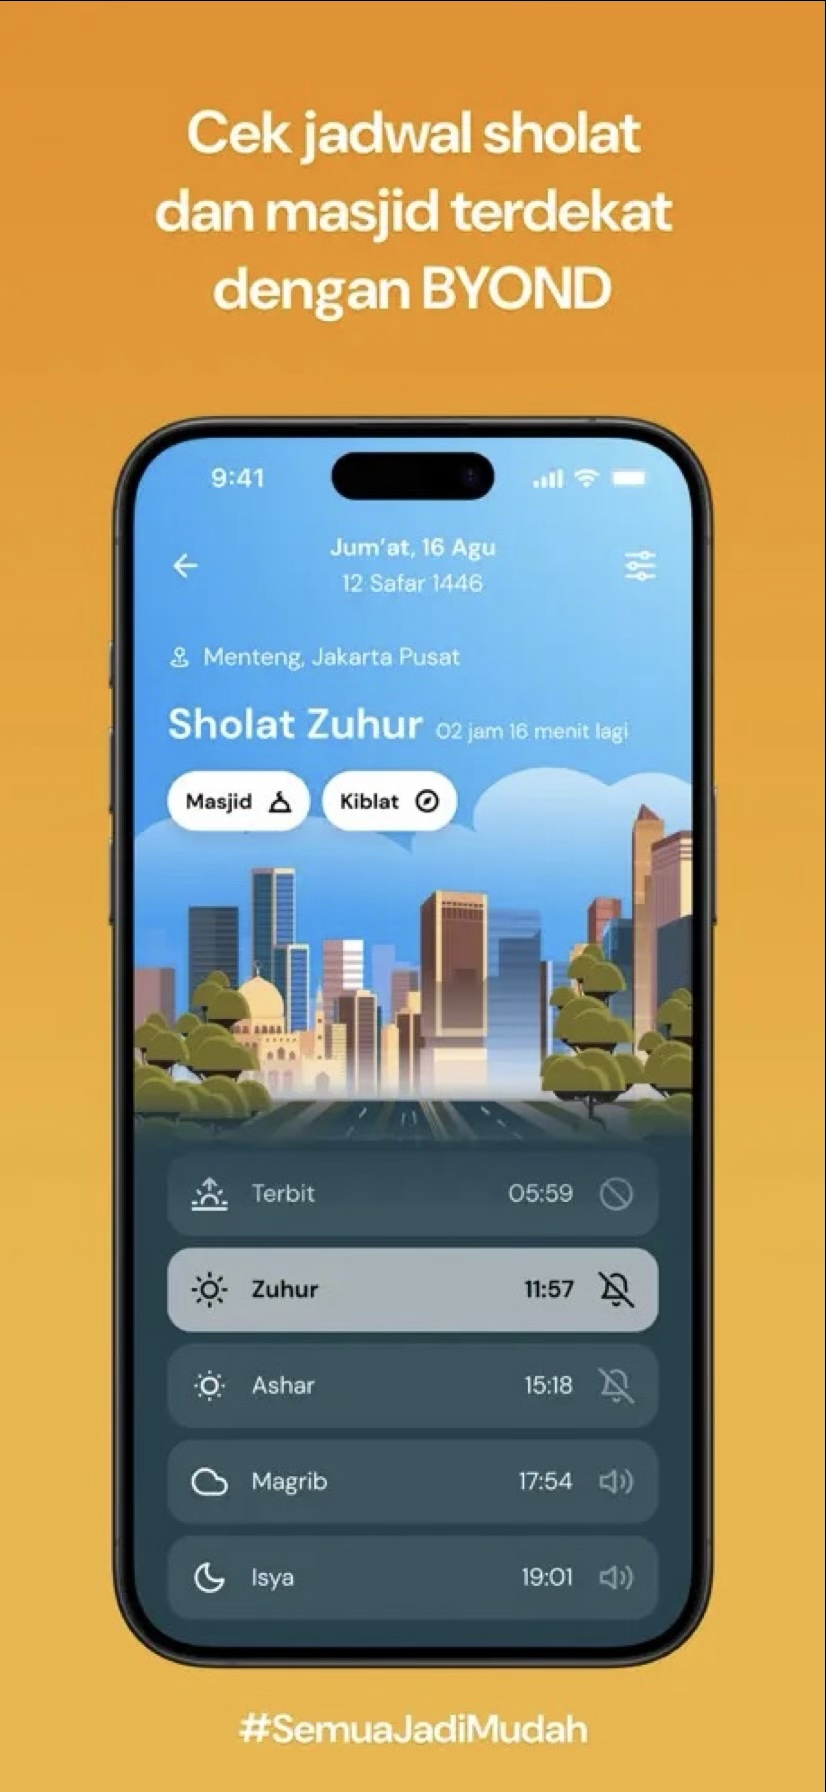 Cek jadwal sholat
dan masjid terdekat
dengan BYOND
9:41
Jum'at, 16 Agu
12 Safar 1446
Menteng, Jakarta Pusat
Sholat Zuhur 02 jam 16 menit lagi
Masjid Kiblat
Terbit 05:59
Zuhur 11:57
Ashar 15:18
Magrib 17:54
Isya 19:01
#SemuaJadiMudah